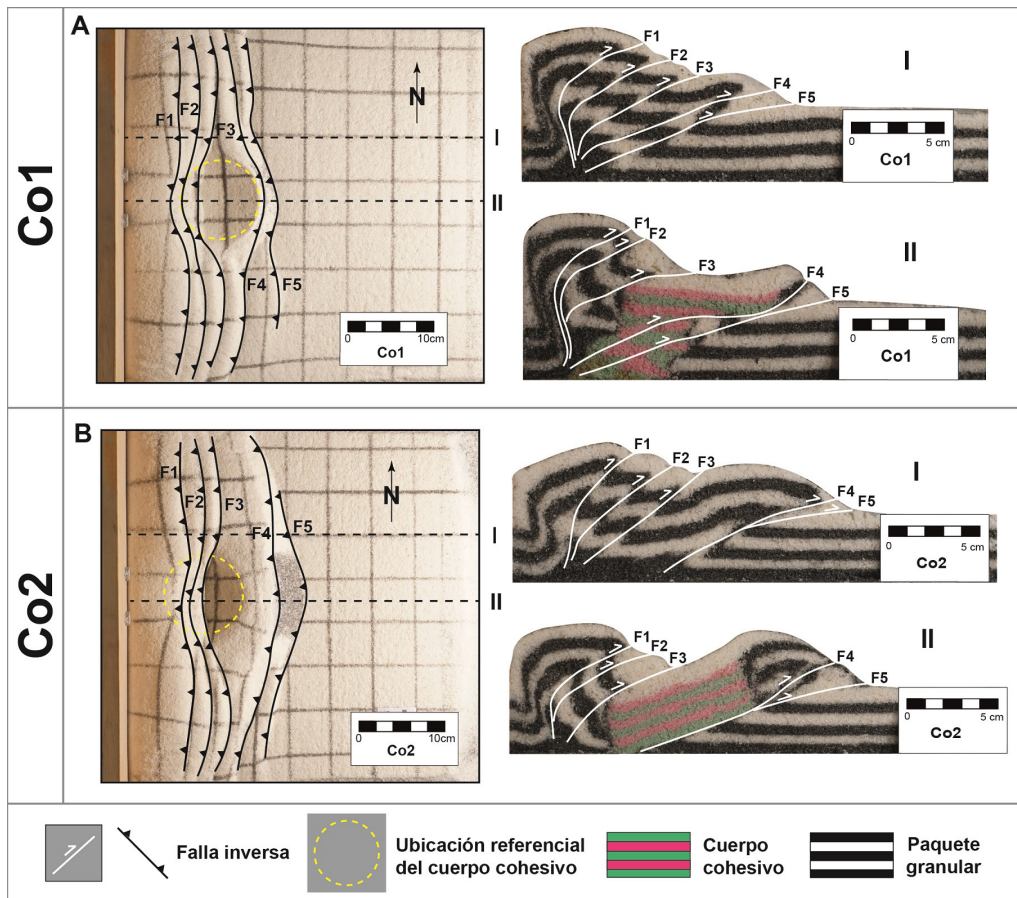 Co1
A
N
F1
F2
F3
F4
F5
I
II
0
10cm
Co1
F1
F2
F3
F4
F5
I
0
5 cm
Co1
F1
F2
F3
F4
F5
II
0
5 cm
Co1
Co2
B
N
F1
F2
F3
F4
F5
I
II
0
10cm
Co2
F1
F2
F3
F4
F5
I
0
5 cm
Co2
F1
F2
F3
F4
F5
II
0
5 cm
Co2
Falla inversa
Ubicación referencial
del cuerpo cohesivo
Cuerpo
cohesivo
Paquete
granular